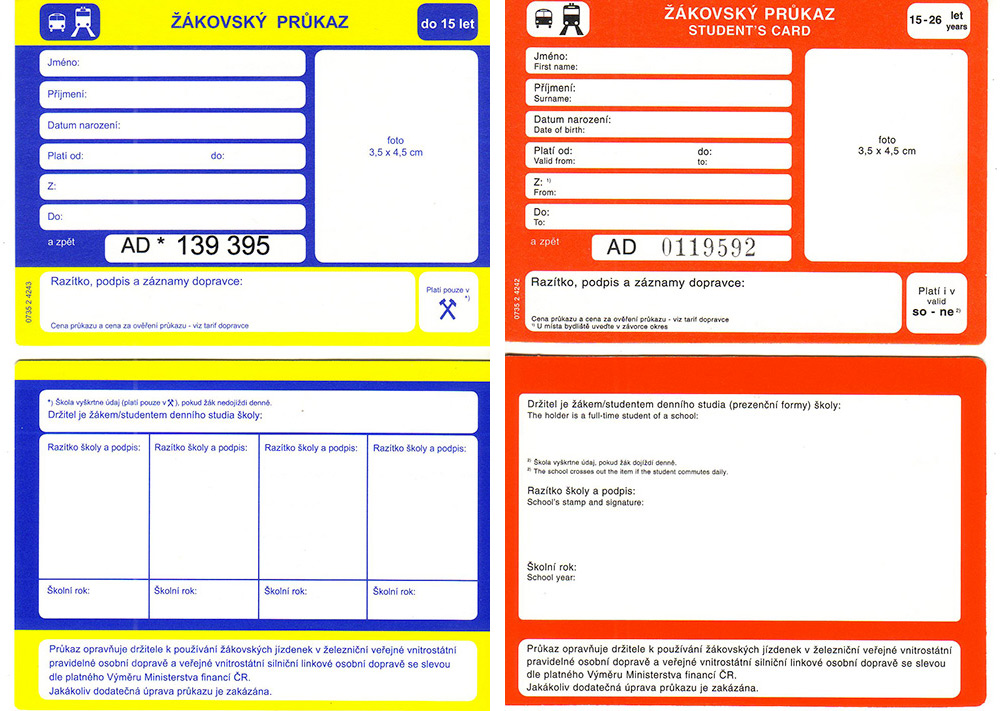 ŽÁKOVSKÝ PRŮKAZ
do 15 let
Jméno:
Příjmení:
Datum narození:
Platí od: do:
Z:
Do:
a zpět
AD * 139 395
foto
3,5 x 4,5 cm
0735 2 4243
Razítko, podpis a záznamy dopravce:
Cena průkazu a cena za ověření průkazu - viz tarif dopravce
Platí pouze v
*)
ŽÁKOVSKÝ PRŮKAZ
STUDENT'S CARD
15-26 let
years
Jméno:
First name:
Příjmení:
Surname:
Datum narození:
Date of birth:
Platí od: do:
Valid from: to:
Z: 1)
From:
Do:
To:
a zpět
AD 0119592
foto
3,5 x 4,5 cm
0735 2 4242
Razítko, podpis a záznamy dopravce:
Cena průkazu a cena za ověření průkazu - viz tarif dopravce
1) U místa bydliště uveďte v závorce okres
Platí i v
valid
so - ne 2)
*) Škola vyškrtne údaj (platí pouze v ⚒), pokud žák nedojíždí denně.
Držitel je žákem/studentem denního studia školy:
Razítko školy a podpis: Razítko školy a podpis: Razítko školy a podpis: Razítko školy a podpis:
Školní rok: Školní rok: Školní rok: Školní rok:
Průkaz opravňuje držitele k používání žákovských jízdenek v železniční veřejné vnitrostátní
pravidelné osobní dopravě a veřejné vnitrostátní silniční linkové osobní dopravě se slevou
dle platného Výměru Ministerstva financí ČR.
Jakákoliv dodatečná úprava průkazu je zakázána.
Držitel je žákem/studentem denního studia (prezenční formy) školy:
The holder is a full-time student of a school:
2) Škola vyškrtne údaj, pokud žák dojíždí denně.
2) The school crosses out the item if the student commutes daily.
Razítko školy a podpis:
School's stamp and signature:
Školní rok:
School year:
Průkaz opravňuje držitele k používání žákovských jízdenek v železniční veřejné vnitrostátní
pravidelné osobní dopravě a veřejné vnitrostátní silniční linkové osobní dopravě se slevou
dle platného Výměru Ministerstva financí ČR.
Jakákoliv dodatečná úprava průkazu je zakázána.